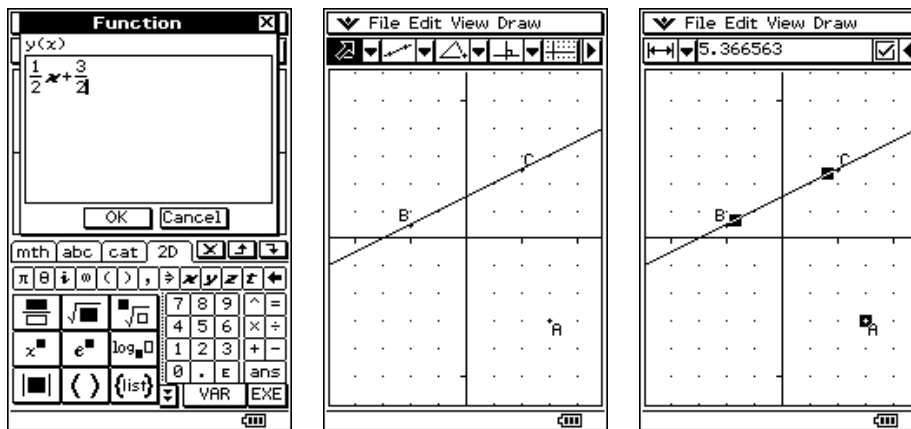 Function
y(x)
1/2 x+3/2
OK Cancel
mth abc cat 2D
π θ i ∞ ( ) , ⇒ x y z t ←
7 8 9 ^ =
√■ 4 5 6 × ÷
x■ e■ log■□ 1 2 3 + −
0 . E ans
|■| ( ) {list} VAR EXE
File Edit View Draw
C
B
A
File Edit View Draw
5.366563
C
B
A